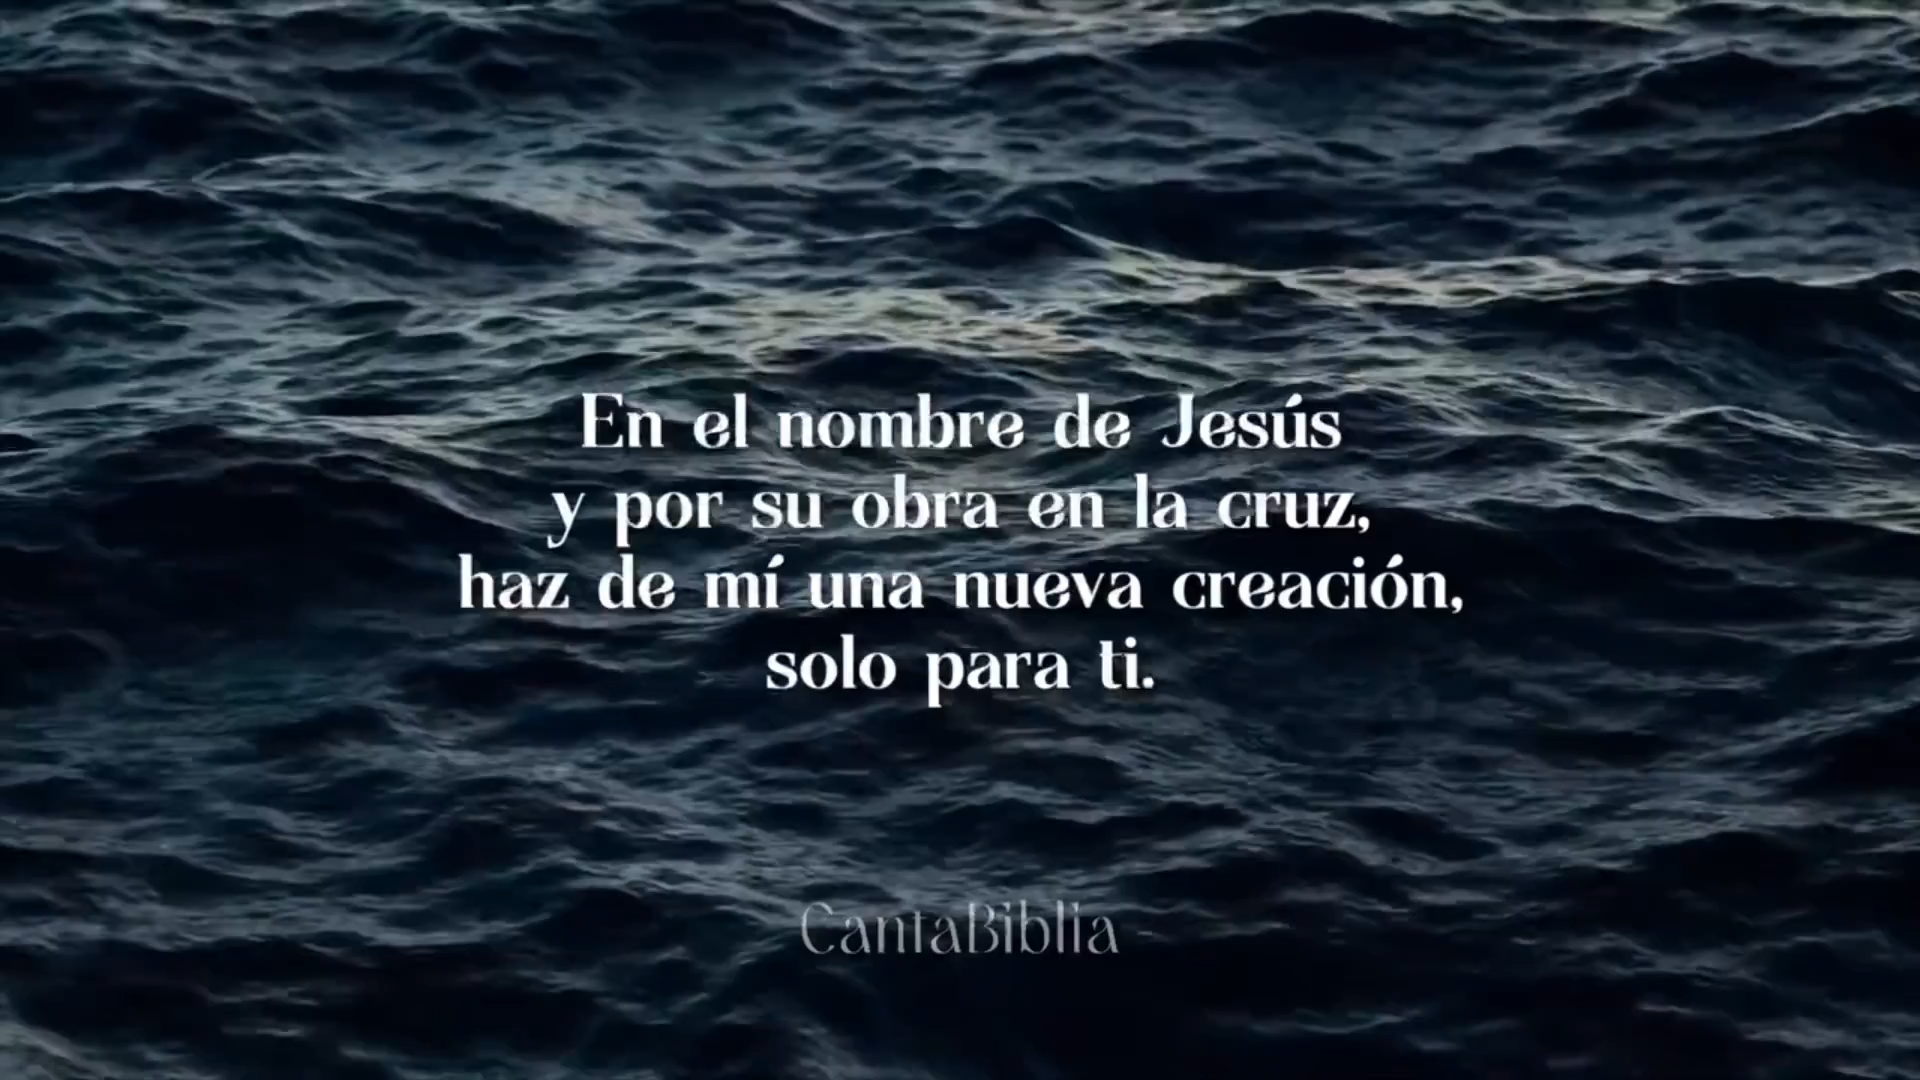 En el nombre de Jesús
y por su obra en la cruz,
haz de mí una nueva creación,
solo para ti.
CantaBiblia